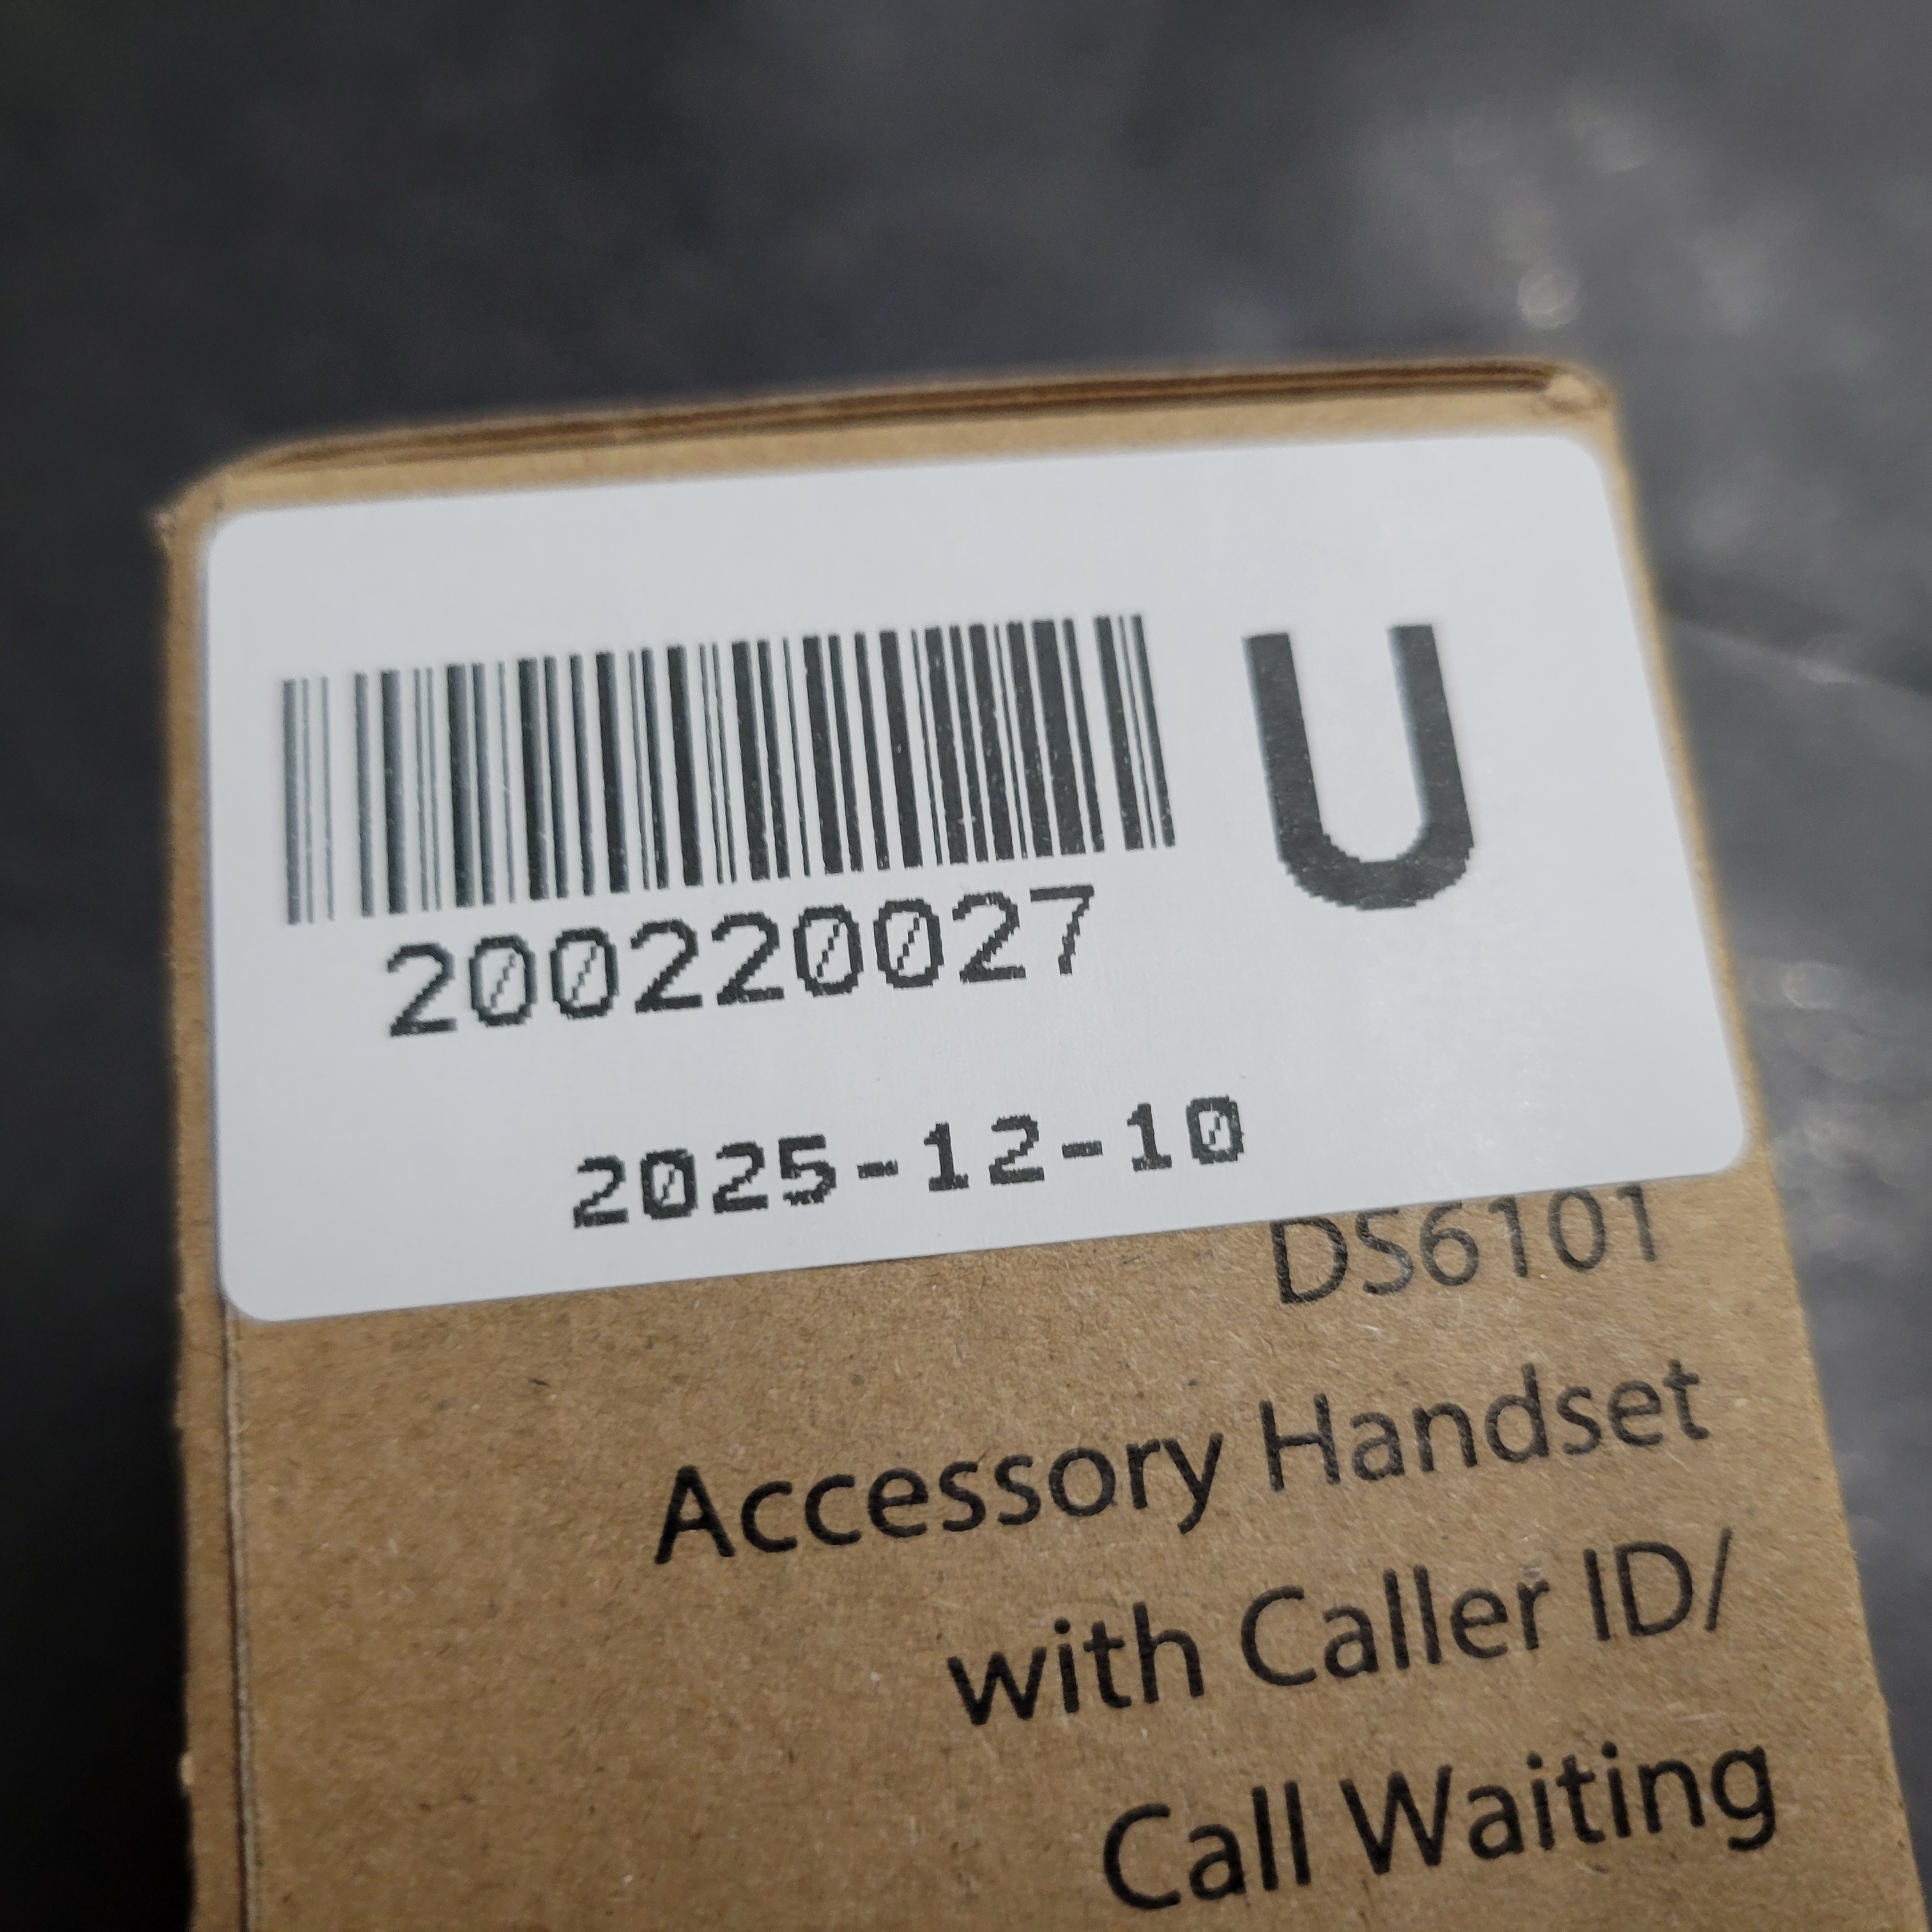 200220027
U
2025-12-10
DS6101
Accessory Handset
with Caller ID/
Call Waiting